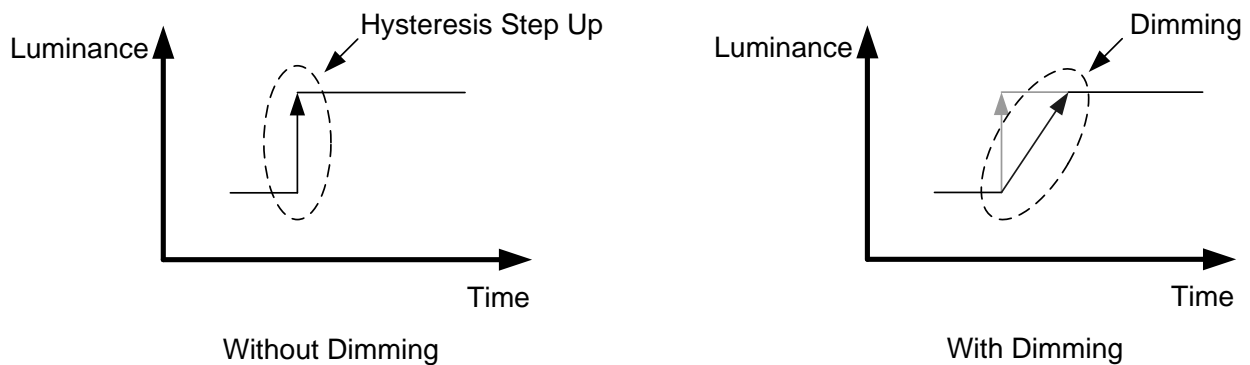 Hysteresis Step Up
Luminance
Time
Without Dimming
Dimming
Luminance
Time
With Dimming